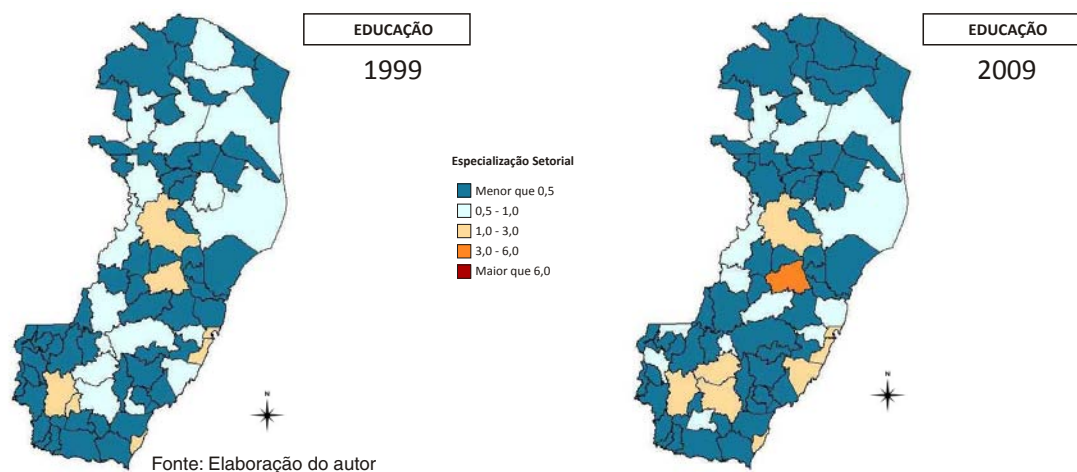 EDUCAÇÃO
1999
EDUCAÇÃO
2009
Especialização Setorial
Menor que 0,5
0,5 - 1,0
1,0 - 3,0
3,0 - 6,0
Maior que 6,0
N
N
Fonte: Elaboração do autor